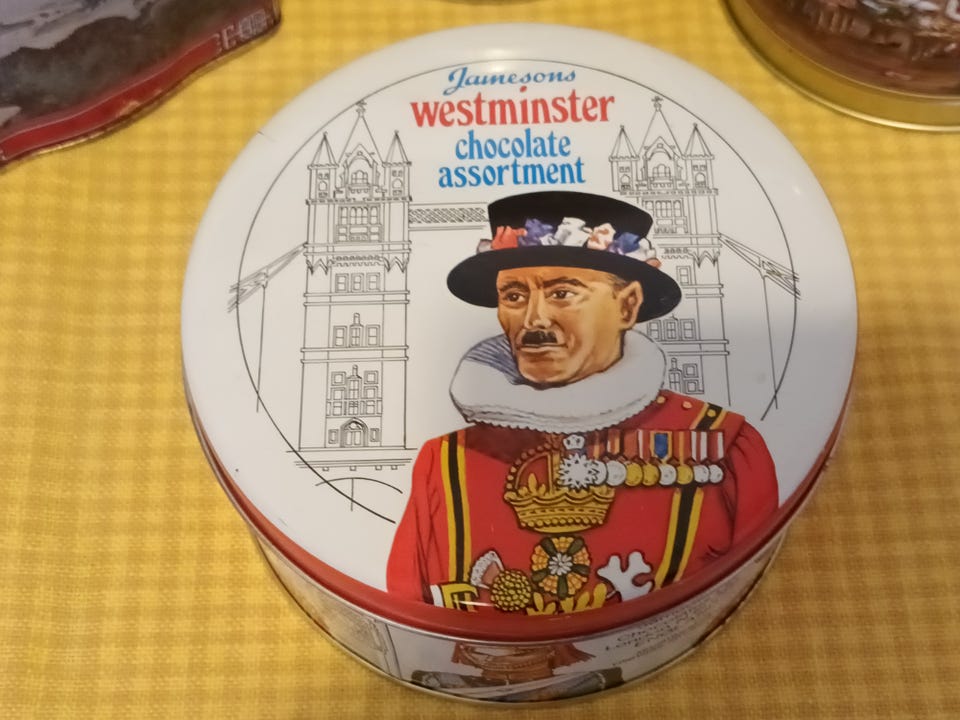 Jamesons
westminster
chocolate
assortment